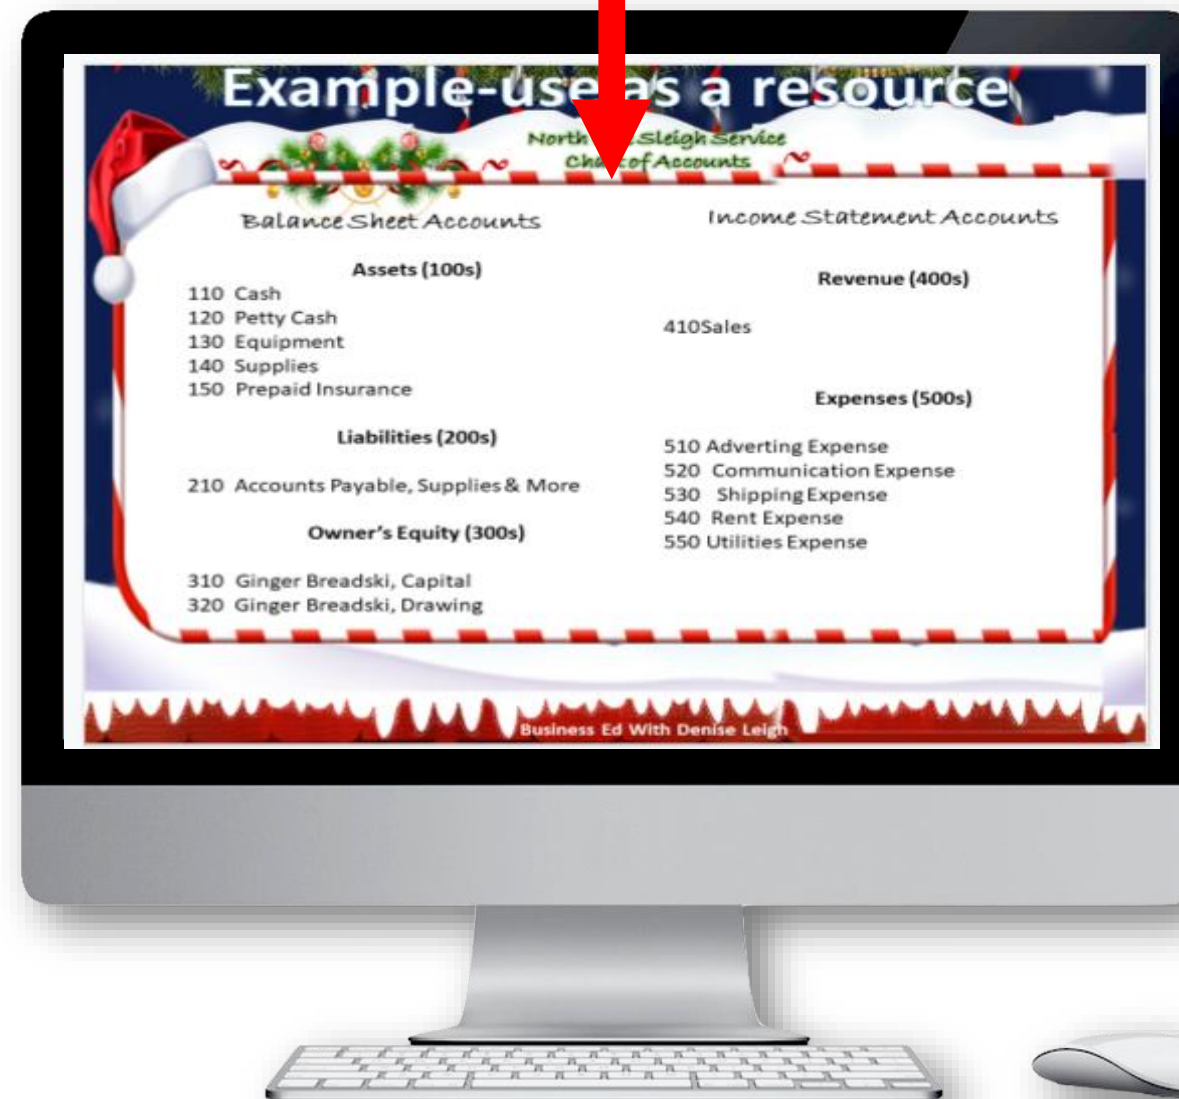 Example-use as a resource
North Sleigh Service
of Accounts
Balance Sheet Accounts
Assets (100s)
110 Cash
120 Petty Cash
130 Equipment
140 Supplies
150 Prepaid Insurance
Liabilities (200s)
210 Accounts Payable, Supplies & More
Owner's Equity (300s)
310 Ginger Breadski, Capital
320 Ginger Breadski, Drawing
Income Statement Accounts
Revenue (400s)
410Sales
Expenses (500s)
510 Adverting Expense
520 Communication Expense
530 Shipping Expense
540 Rent Expense
550 Utilities Expense
Business Ed With Denise Leigh